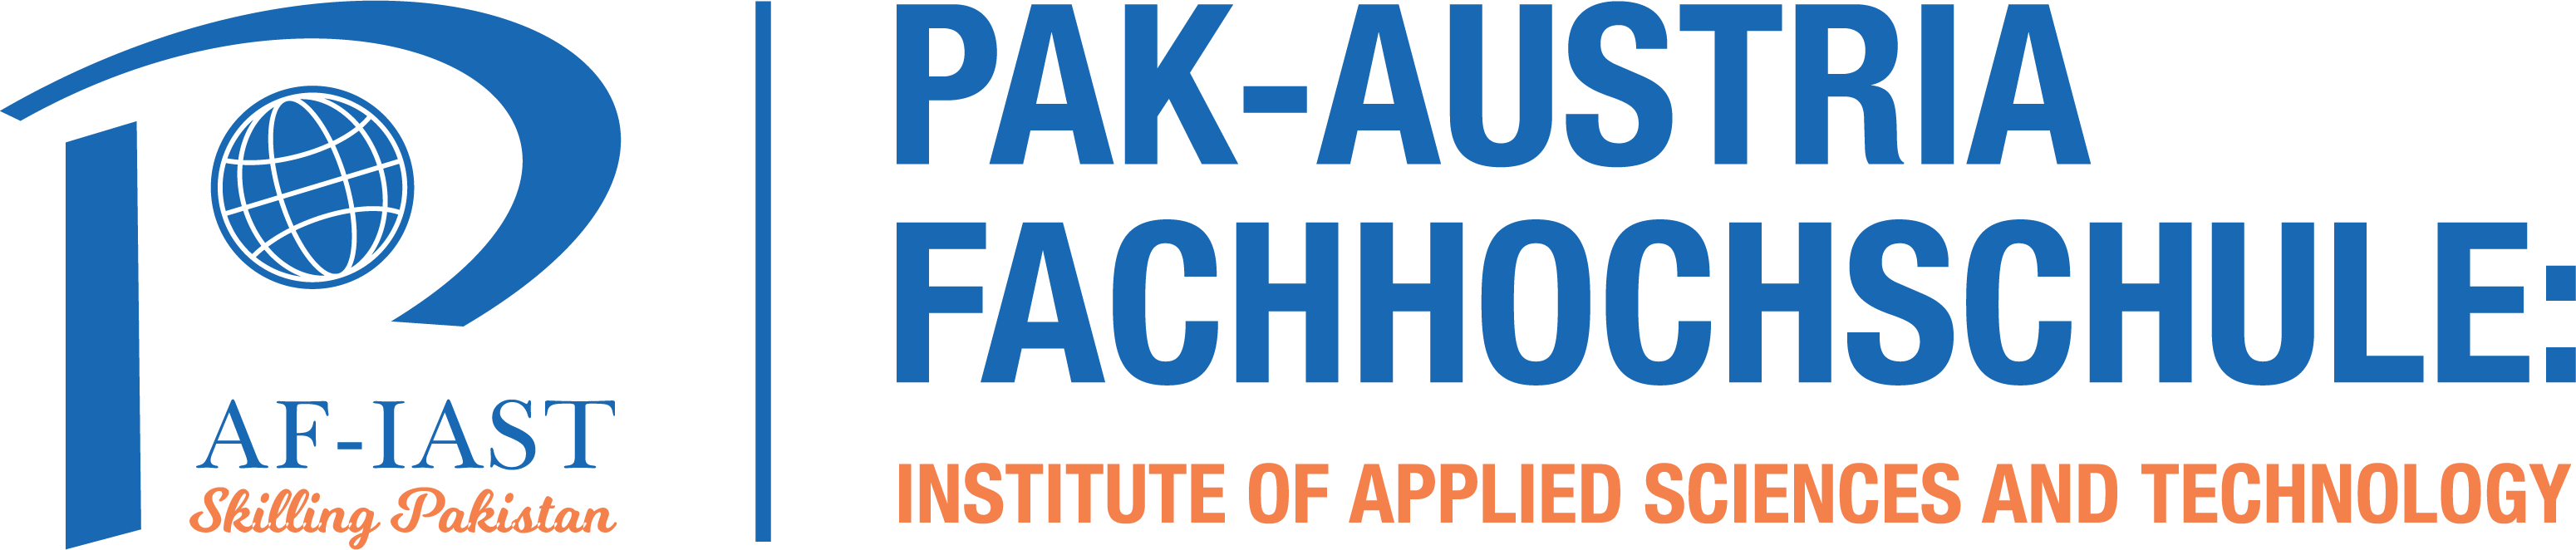 PAF-IAST
Skilling Pakistan
PAK-AUSTRIA
FACHHOCHSCHULE:
INSTITUTE OF APPLIED SCIENCES AND TECHNOLOGY